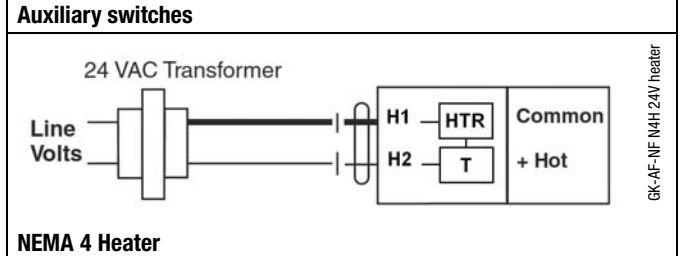 Auxiliary switches
24 VAC Transformer
Line
Volts
H1
HTR
Common
H2
T
+ Hot
GK-AF-NF N4H 24V heater
NEMA 4 Heater